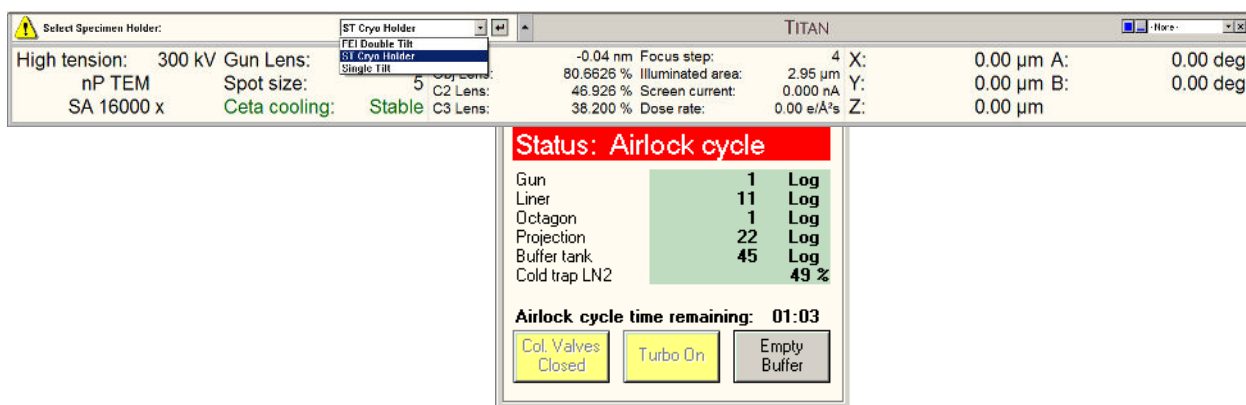 Select Specimen Holder: ST Cryo Holder TITAN - None -
FEI Double Tilt
ST Cryo Holder
Single Tilt
High tension: 300 kV Gun Lens: -0.04 nm Focus step: 4 X: 0.00 µm A: 0.00 deg
nP TEM Spot size: 5 Obj Lens: 80.6626 % Illuminated area: 2.95 µm Y: 0.00 µm B: 0.00 deg
C2 Lens: 46.926 % Screen current: 0.000 nA
SA 16000 x Ceta cooling: Stable C3 Lens: 38.200 % Dose rate: 0.00 e/Å²s Z: 0.00 µm
Status: Airlock cycle
Gun 1 Log
Liner 11 Log
Octagon 1 Log
Projection 22 Log
Buffer tank 45 Log
Cold trap LN2 49 %
Airlock cycle time remaining: 01:03
Col. Valves Closed
Turbo On
Empty Buffer